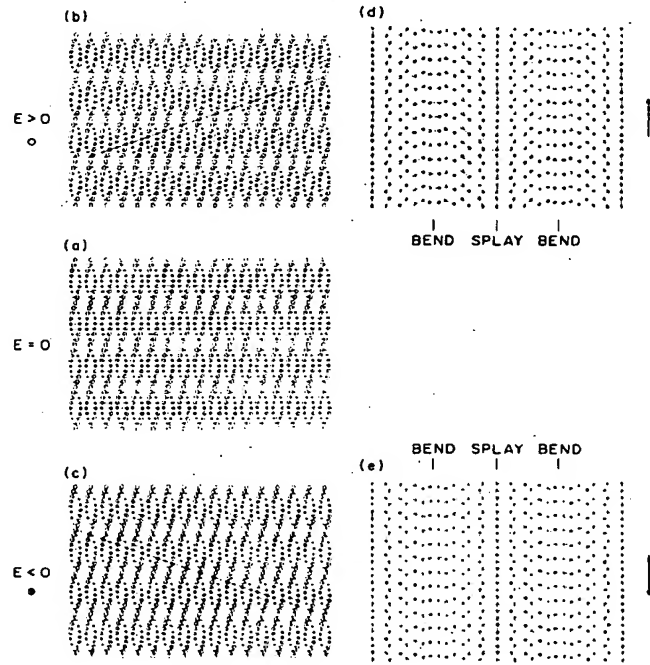 (b)
(d)
E > 0
BEND SPLAY BEND
(a)
E = 0
BEND SPLAY BEND
(c)
(e)
E < 0